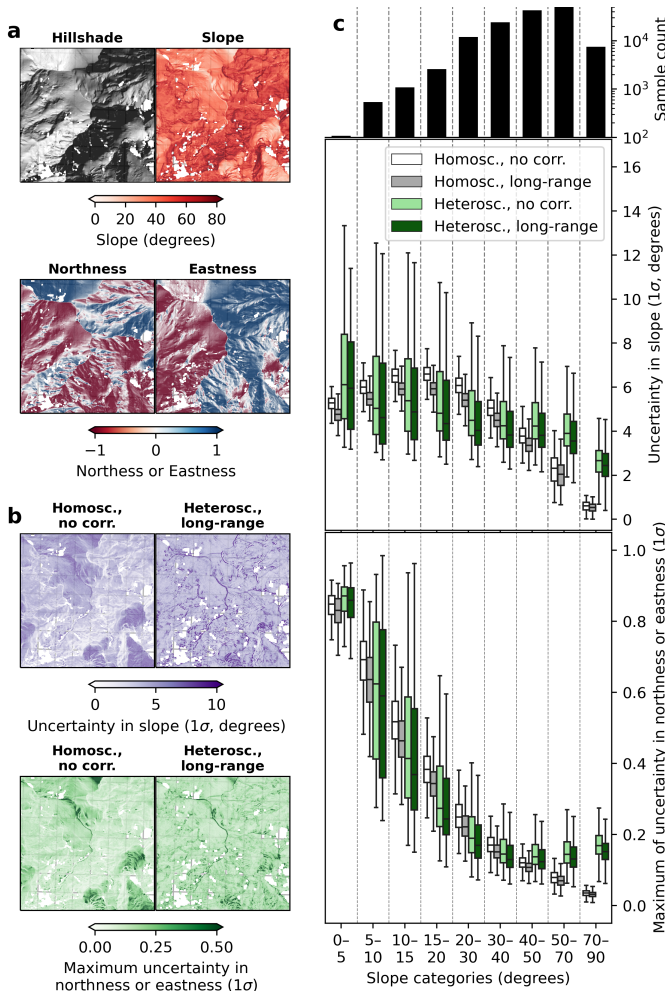 a
Hillshade
Slope
0 20 40 60 80
Slope (degrees)
Northness
Eastness
−1 0 1
Northess or Eastness
b
Homosc.,
no corr.
Heterosc.,
long-range
0 5 10
Uncertainty in slope (1σ, degrees)
Homosc.,
no corr.
Heterosc.,
long-range
0.00 0.25 0.50
Maximum uncertainty in
northness or eastness (1σ)
c
10⁴
10³
10²
Sample count
Homosc., no corr.
Homosc., long-range
Heterosc., no corr.
Heterosc., long-range
16
14
12
10
8
6
4
2
0
Uncertainty in slope (1σ, degrees)
1.0
0.8
0.6
0.4
0.2
0.0
Maximum of uncertainty in northness or eastness (1σ)
0– 5– 10– 15– 20– 30– 40– 50– 70–
5 10 15 20 30 40 50 70 90
Slope categories (degrees)